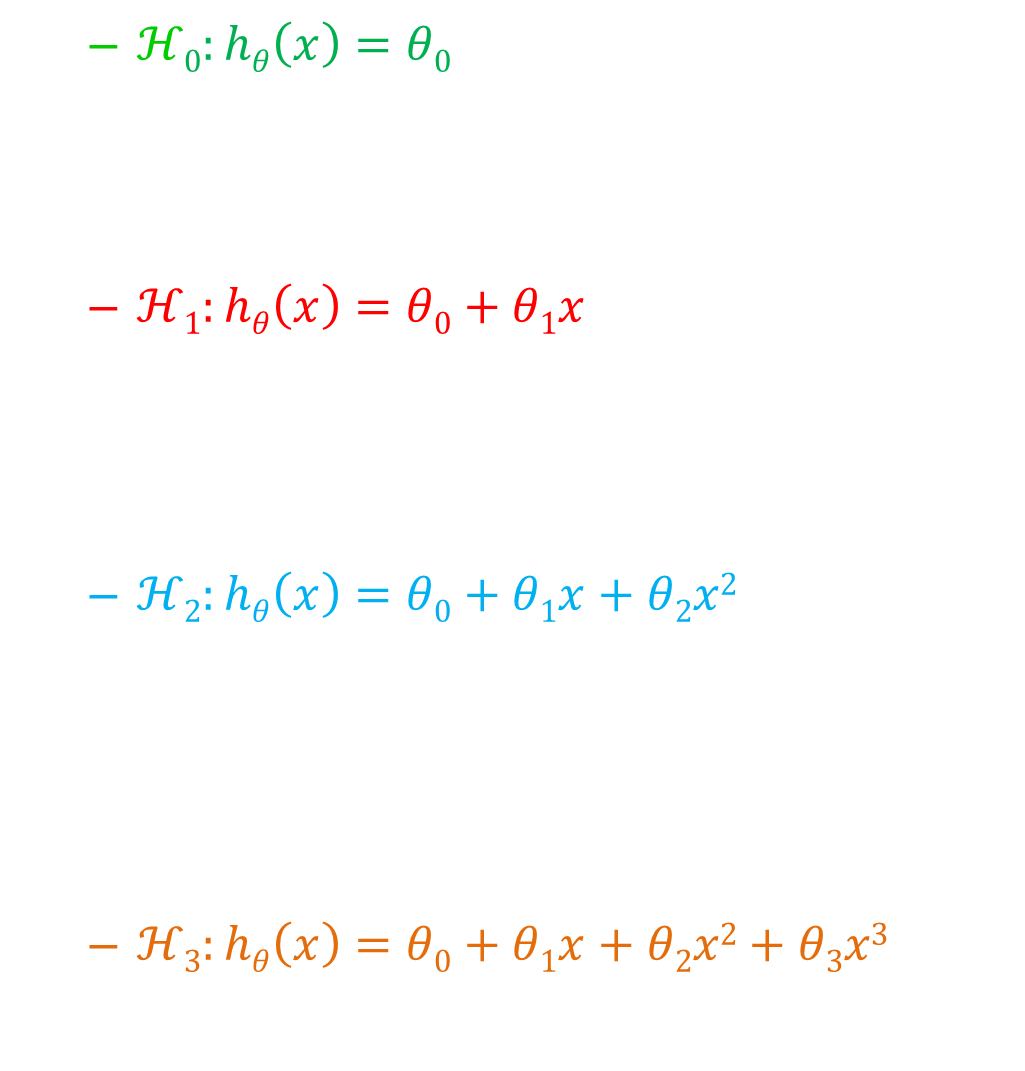 – ℋ₀: h_θ(x) = θ₀
– ℋ₁: h_θ(x) = θ₀ + θ₁x
– ℋ₂: h_θ(x) = θ₀ + θ₁x + θ₂x²
– ℋ₃: h_θ(x) = θ₀ + θ₁x + θ₂x² + θ₃x³